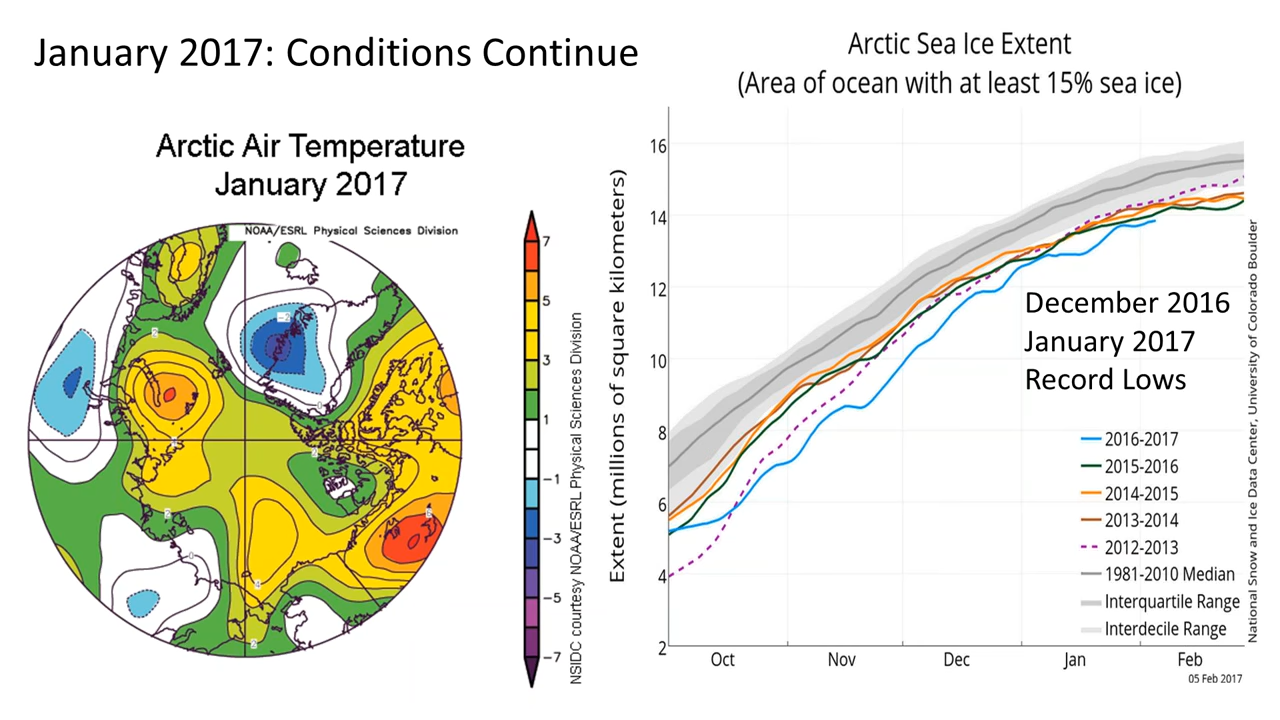 January 2017: Conditions Continue
Arctic Air Temperature
January 2017
NOAA/ESRL Physical Sciences Division
7
5
3
1
−1
−3
−5
−7
NSIDC courtesy NOAA/ESRL Physical Sciences Division
Arctic Sea Ice Extent
(Area of ocean with at least 15% sea ice)
Extent (millions of square kilometers)
16
14
12
10
8
6
4
2
Oct
Nov
Dec
Jan
Feb
05 Feb 2017
December 2016
January 2017
Record Lows
2016-2017
2015-2016
2014-2015
2013-2014
2012-2013
1981-2010 Median
Interquartile Range
Interdecile Range
National Snow and Ice Data Center, University of Colorado Boulder